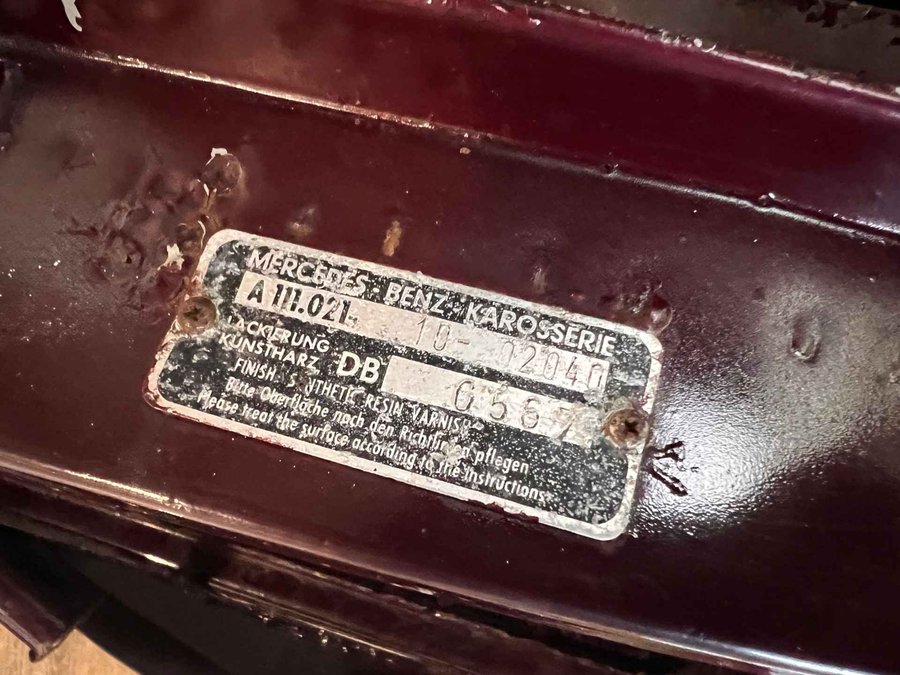 MERCEDES-BENZ-KAROSSERIE
A 111.021- 10- 02040
LACKIERUNG
KUNSTHARZ DB G567
FINISH SYNTHETIC-RESIN VARNISH
Bitte Oberfläche nach den Richtlinien pflegen
Please treat the surface according to the instructions